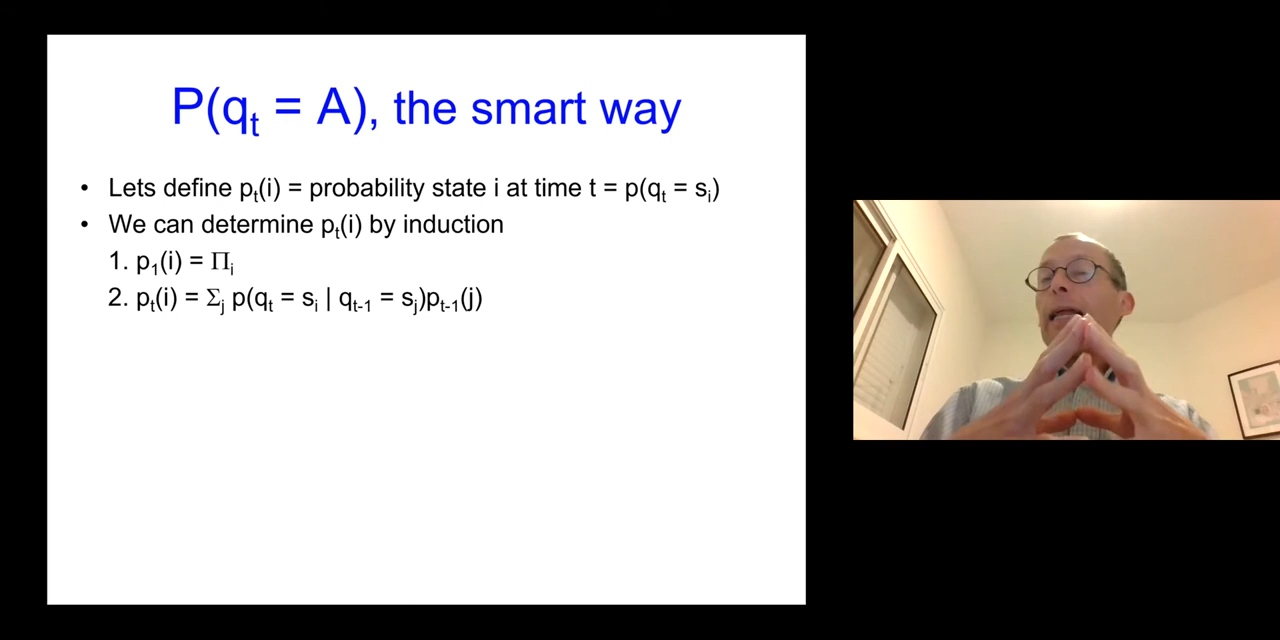 P(qt = A), the smart way
• Lets define pt(i) = probability state i at time t = p(qt = si)
• We can determine pt(i) by induction
1. p1(i) = Πi
2. pt(i) = Σj p(qt = si | qt-1 = sj)pt-1(j)